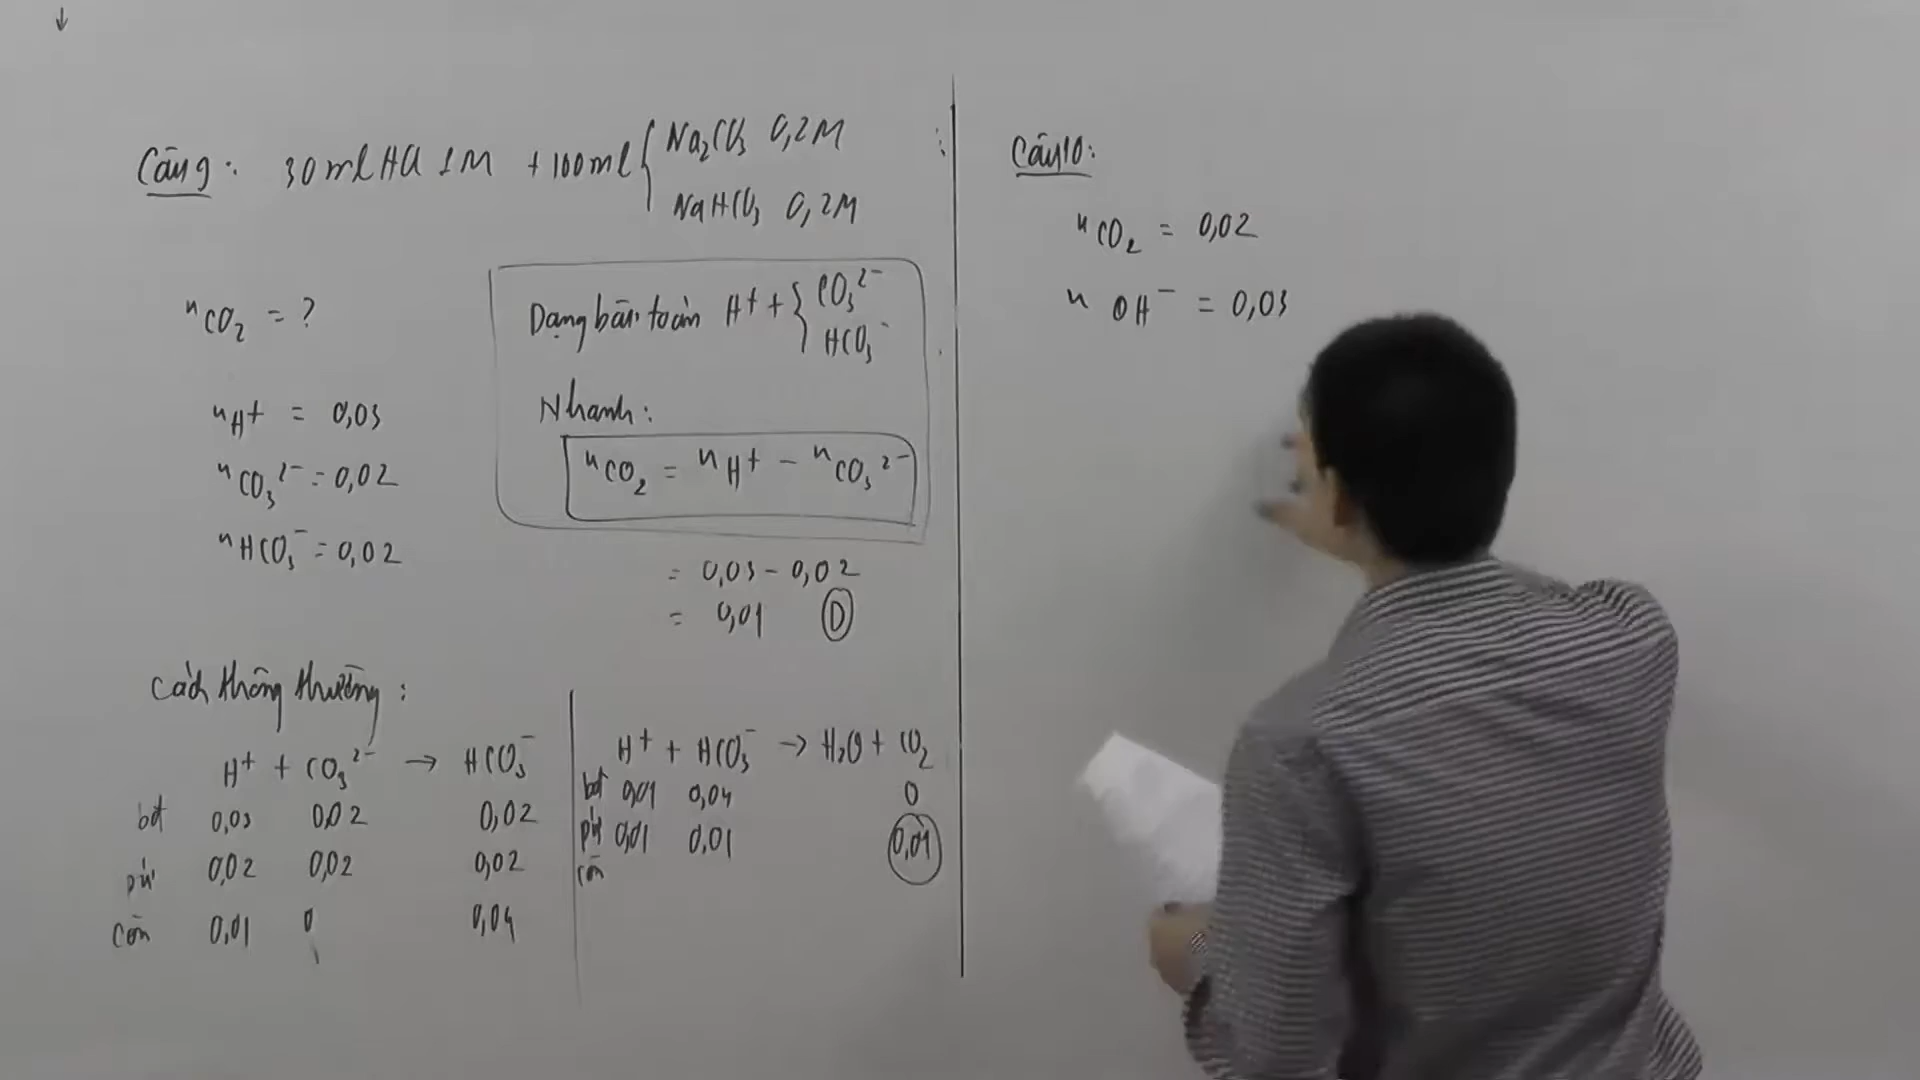 Câu 9: 30ml HCl 1M + 100ml { Na₂CO₃ 0,2M
NaHCO₃ 0,2M
nCO₂ = ?
nH⁺ = 0,03
nCO₃²⁻ = 0,02
nHCO₃⁻ = 0,02
Dạng bài toán H⁺ + { CO₃²⁻
HCO₃⁻
Nhanh:
nCO₂ = nH⁺ - nCO₃²⁻
= 0,03 - 0,02
= 0,01 D
Cách thông thường:
H⁺ + CO₃²⁻ → HCO₃⁻
bđ 0,03 0,02 0,02
pứ 0,02 0,02 0,02
còn 0,01 0 0,04
H⁺ + HCO₃⁻ → H₂O + CO₂
bđ 0,01 0,04 0
pứ 0,01 0,01 0,01
còn
Câu 10:
nCO₂ = 0,02
nOH⁻ = 0,03